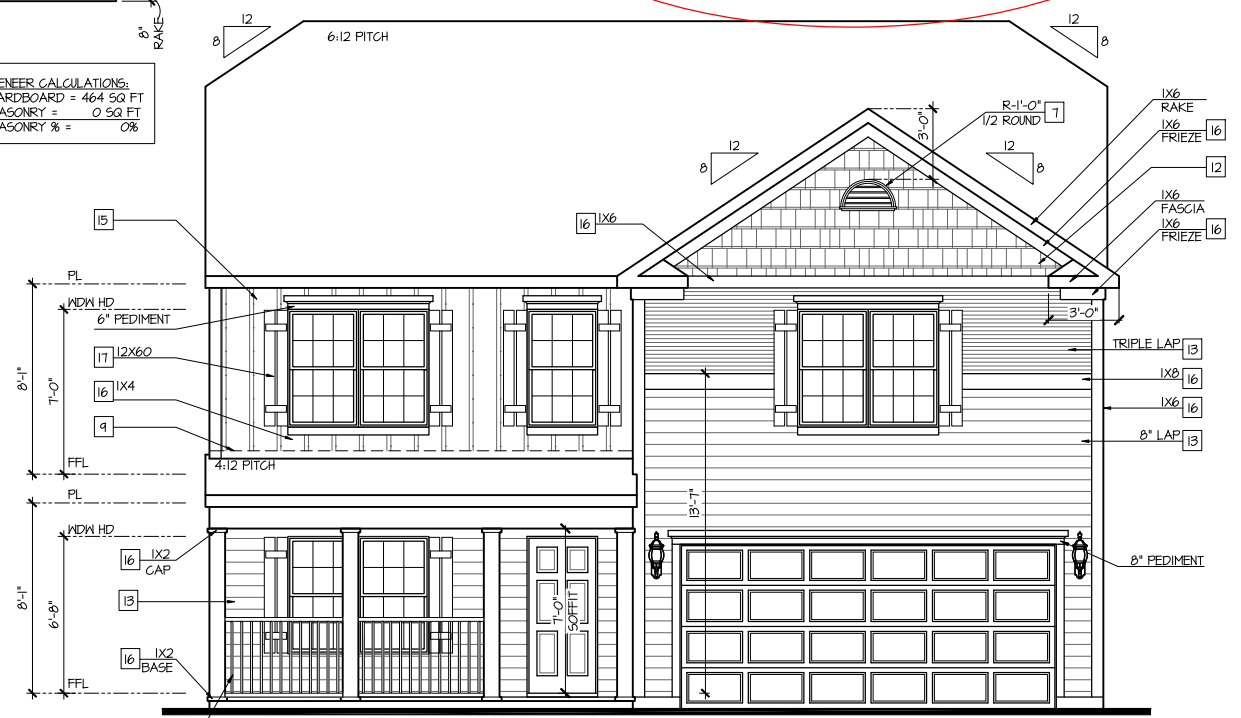 8"
RAKE
12
8
6:12 PITCH
12
8
ENEER CALCULATIONS:
ARDBOARD = 464 SQ FT
ASONRY = 0 SQ FT
ASONRY % = 0%
R-1'-0"
1/2 ROUND
7
3'-0"
1X6
RAKE
1X6
FRIEZE
16
12
8
12
8
12
1X6
FASCIA
1X6
FRIEZE
16
15
16
1X6
PL
WDW HD
6" PEDIMENT
3'-0"
17
12X60
TRIPLE LAP
13
8'-1"
7'-0"
16
1X4
1X8
16
1X6
16
9
8" LAP
13
FFL
4:12 PITCH
PL
13'-7"
WDW HD
16
1X2
CAP
8" PEDIMENT
13
8'-1"
6'-8"
7'-0"
SOFFIT
16
1X2
BASE
FFL